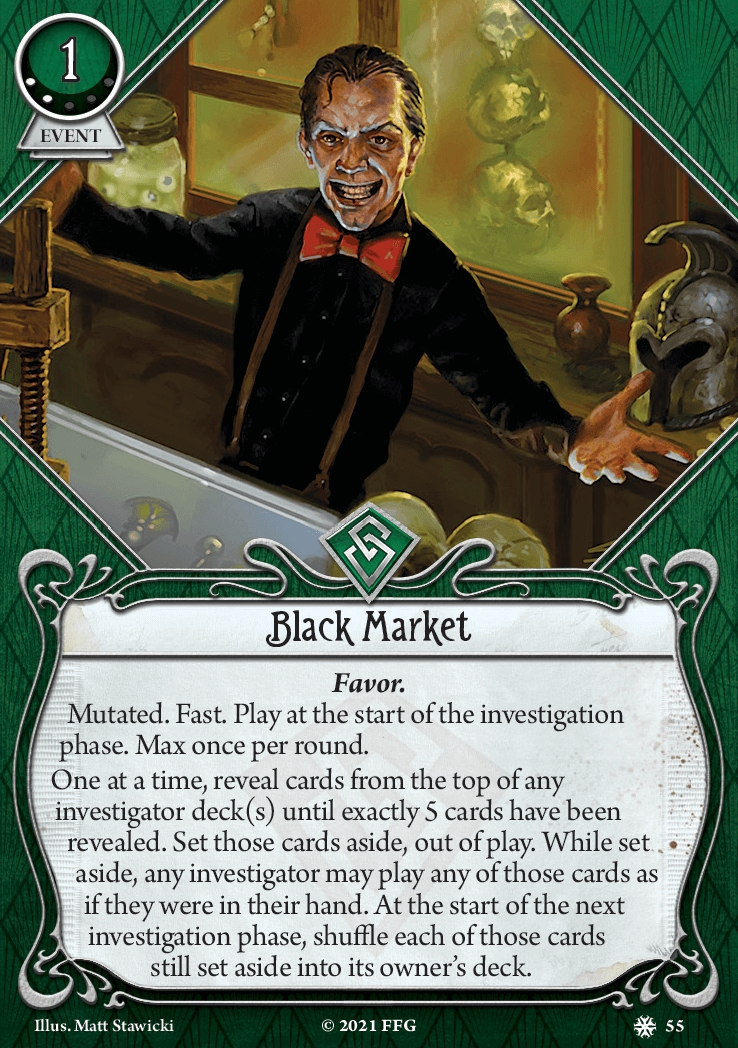 1
EVENT
Black Market
Favor.
Mutated. Fast. Play at the start of the investigation
phase. Max once per round.
One at a time, reveal cards from the top of any
investigator deck(s) until exactly 5 cards have been
revealed. Set those cards aside, out of play. While set
aside, any investigator may play any of those cards as
if they were in their hand. At the start of the next
investigation phase, shuffle each of those cards
still set aside into its owner's deck.
Illus. Matt Stawicki
© 2021 FFG
55